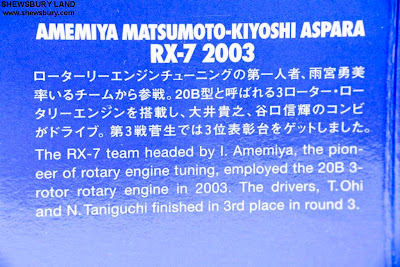 SHEWSBURY LAND
www.shewsbury.com
AMEMIYA MATSUMOTO-KIYOSHI ASPARA
RX-7 2003
ローターリーエンジンチューニングの第一人者、雨宮勇美
率いるチームから参戦。20B型と呼ばれる3ローター・ロー
タリーエンジンを搭載し、大井貴之、谷口信輝のコンビ
がドライブ。第3戦菅生では3位表彰台をゲットしました。
The RX-7 team headed by I. Amemiya, the pion-
eer of rotary engine tuning, employed the 20B 3-
rotor rotary engine in 2003. The drivers, T.Ohi
and N.Taniguchi finished in 3rd place in round 3.